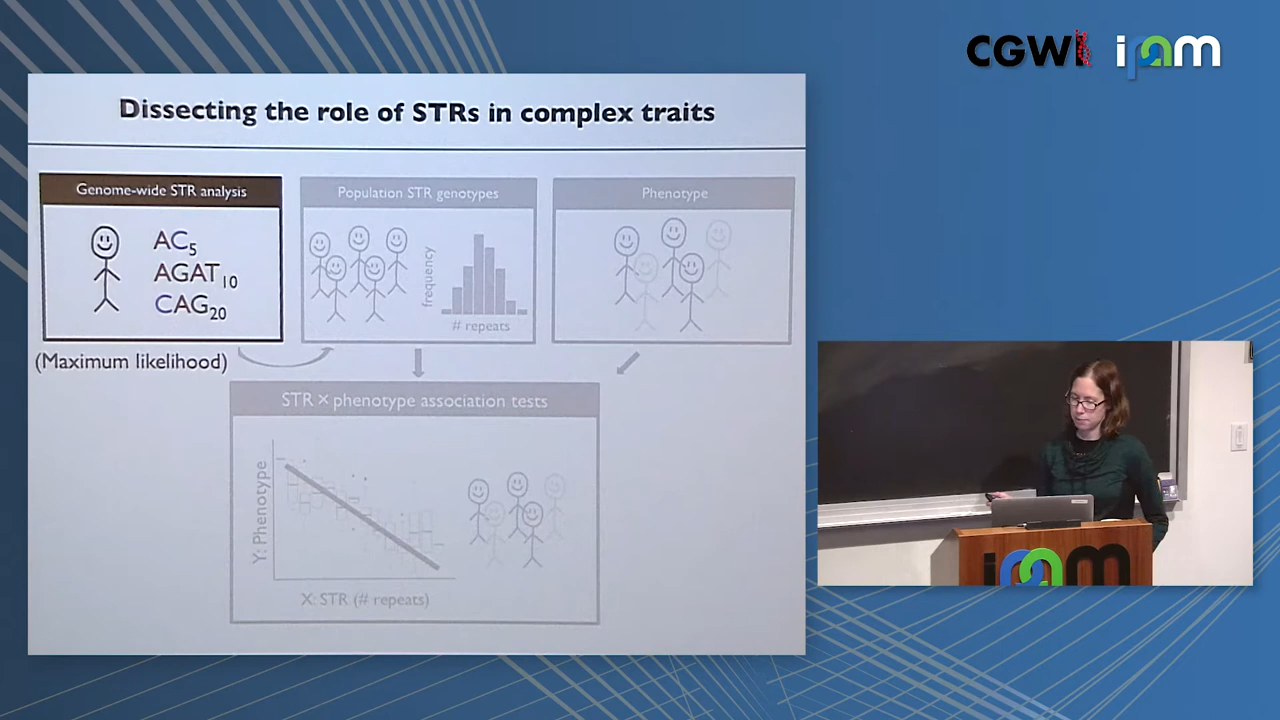 CGWI ipam
Dissecting the role of STRs in complex traits
Genome-wide STR analysis
AC5
AGAT10
CAG20
(Maximum likelihood)
Population STR genotypes
frequency
# repeats
Phenotype
STR × phenotype association tests
Y: Phenotype
X: STR (# repeats)
ipam